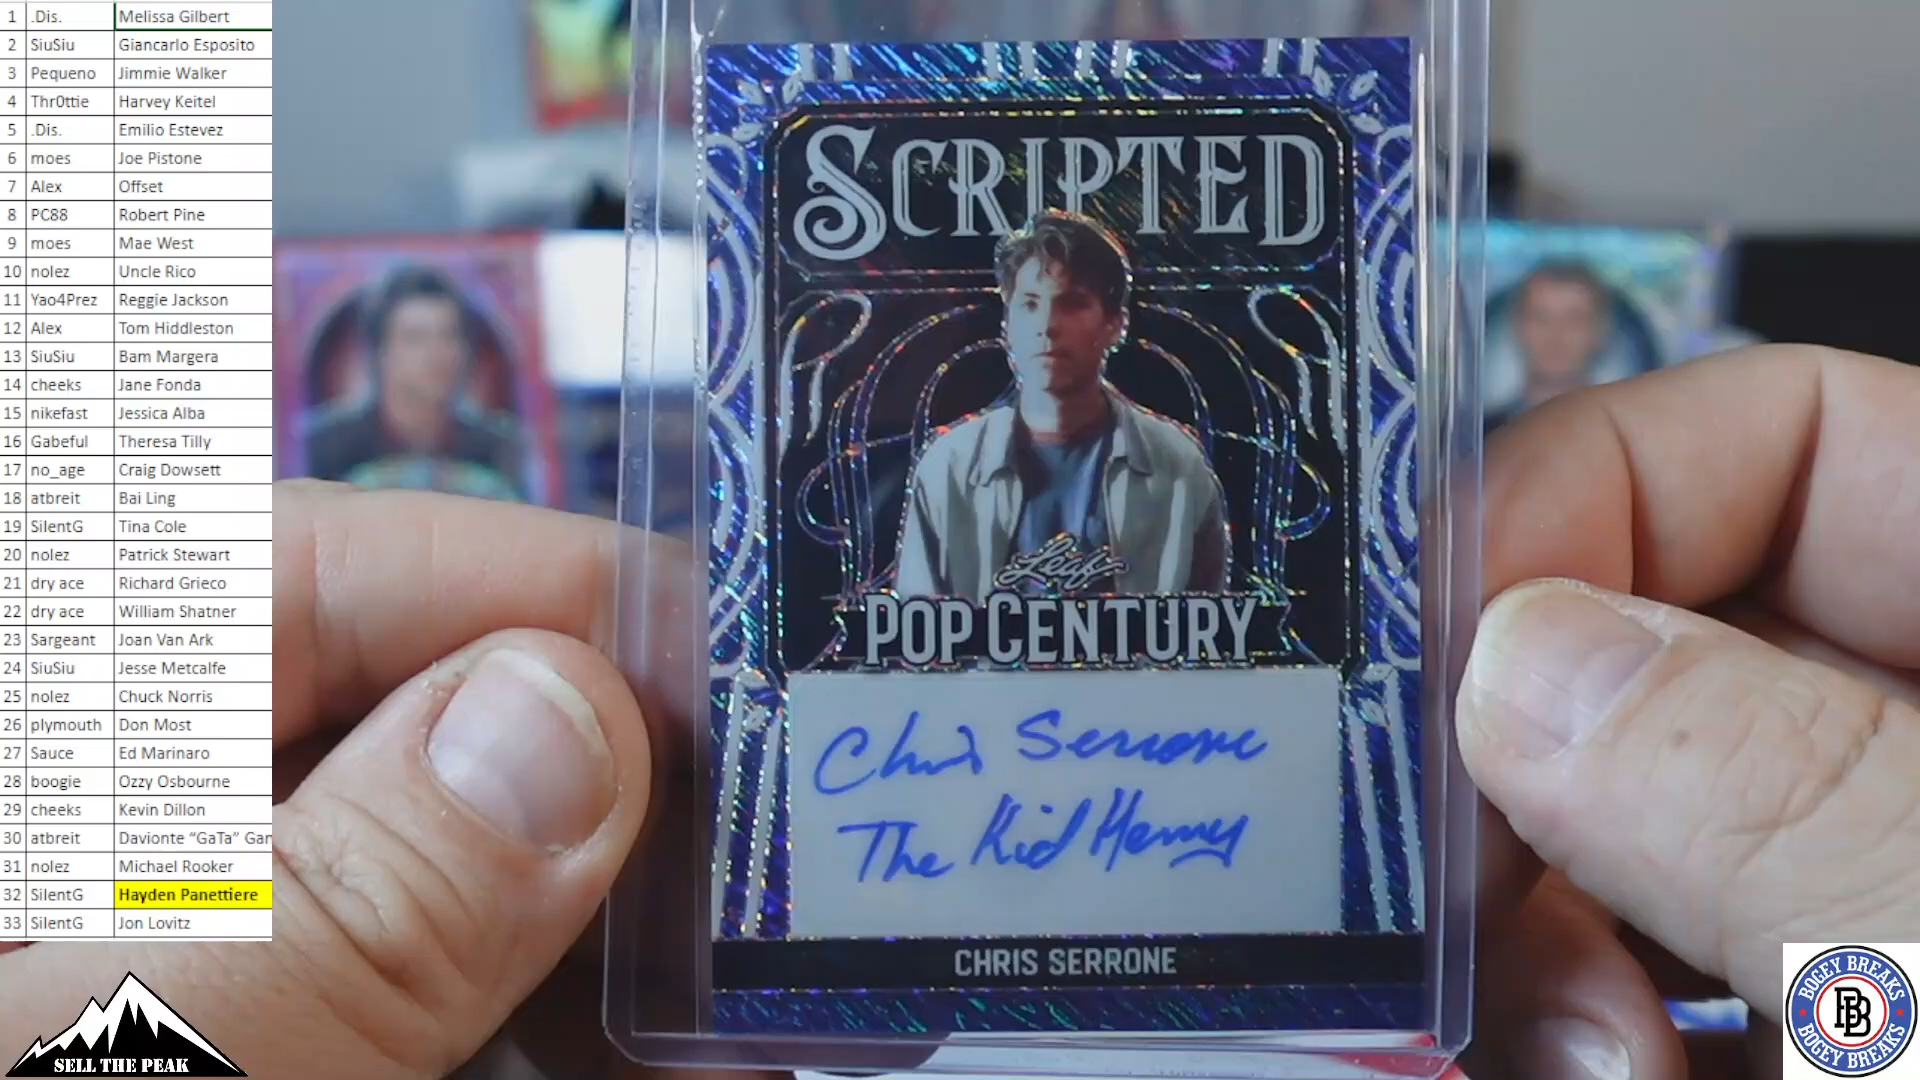 1 .Dis. Melissa Gilbert
2 SiuSiu Giancarlo Esposito
3 Pequeno Jimmie Walker
4 Thr0ttie Harvey Keitel
5 .Dis. Emilio Estevez
6 moes Joe Pistone
7 Alex Offset
8 PC88 Robert Pine
9 moes Mae West
10 nolez Uncle Rico
11 Yao4Prez Reggie Jackson
12 Alex Tom Hiddleston
13 SiuSiu Bam Margera
14 cheeks Jane Fonda
15 nikefast Jessica Alba
16 Gabeful Theresa Tilly
17 no_age Craig Dowsett
18 atbreit Bai Ling
19 SilentG Tina Cole
20 nolez Patrick Stewart
21 dry ace Richard Grieco
22 dry ace William Shatner
23 Sargeant Joan Van Ark
24 SiuSiu Jesse Metcalfe
25 nolez Chuck Norris
26 plymouth Don Most
27 Sauce Ed Marinaro
28 boogie Ozzy Osbourne
29 cheeks Kevin Dillon
30 atbreit Davionte “GaTa” Gan
31 nolez Michael Rooker
32 SilentG Hayden Panettiere
33 SilentG Jon Lovitz
SELL THE PEAK
SCRIPTED
Leaf
POP CENTURY
Chris Serrone
The Kid Henry
CHRIS SERRONE
BOGEY BREAKS
BB
BOGEY BREAKS